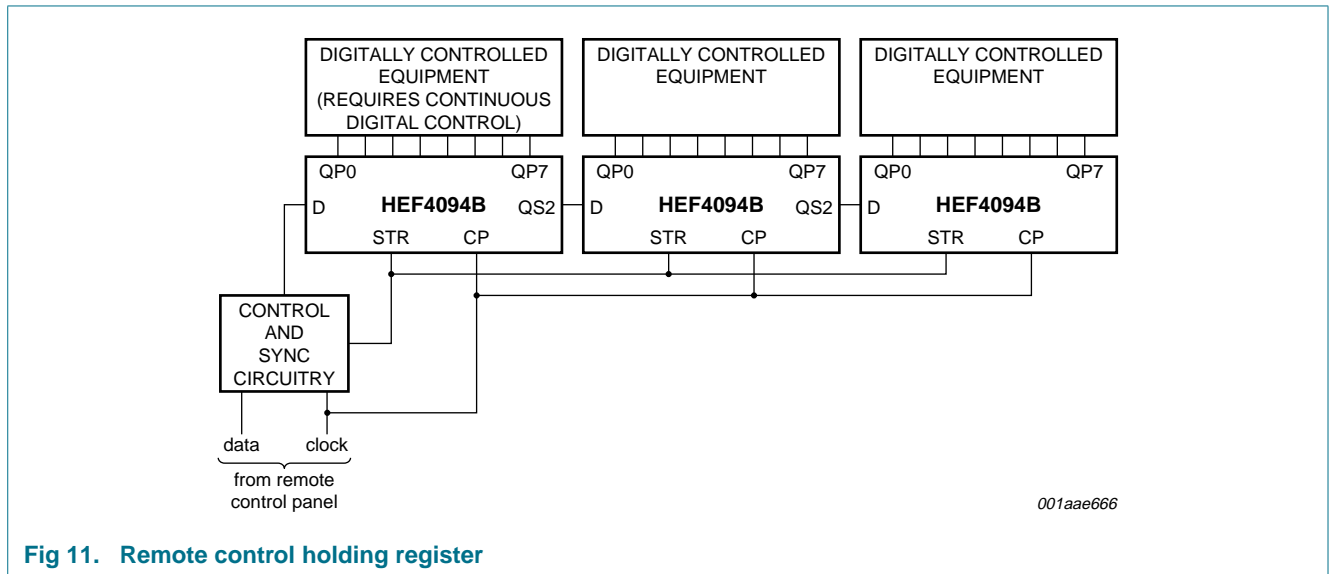 DIGITALLY CONTROLLED
EQUIPMENT
(REQUIRES CONTINUOUS
DIGITAL CONTROL)
DIGITALLY CONTROLLED
EQUIPMENT
DIGITALLY CONTROLLED
EQUIPMENT
QP0 QP7
D HEF4094B QS2
STR CP
QP0 QP7
D HEF4094B QS2
STR CP
QP0 QP7
D HEF4094B
STR CP
CONTROL
AND
SYNC
CIRCUITRY
data clock
from remote
control panel
001aae666
Fig 11. Remote control holding register